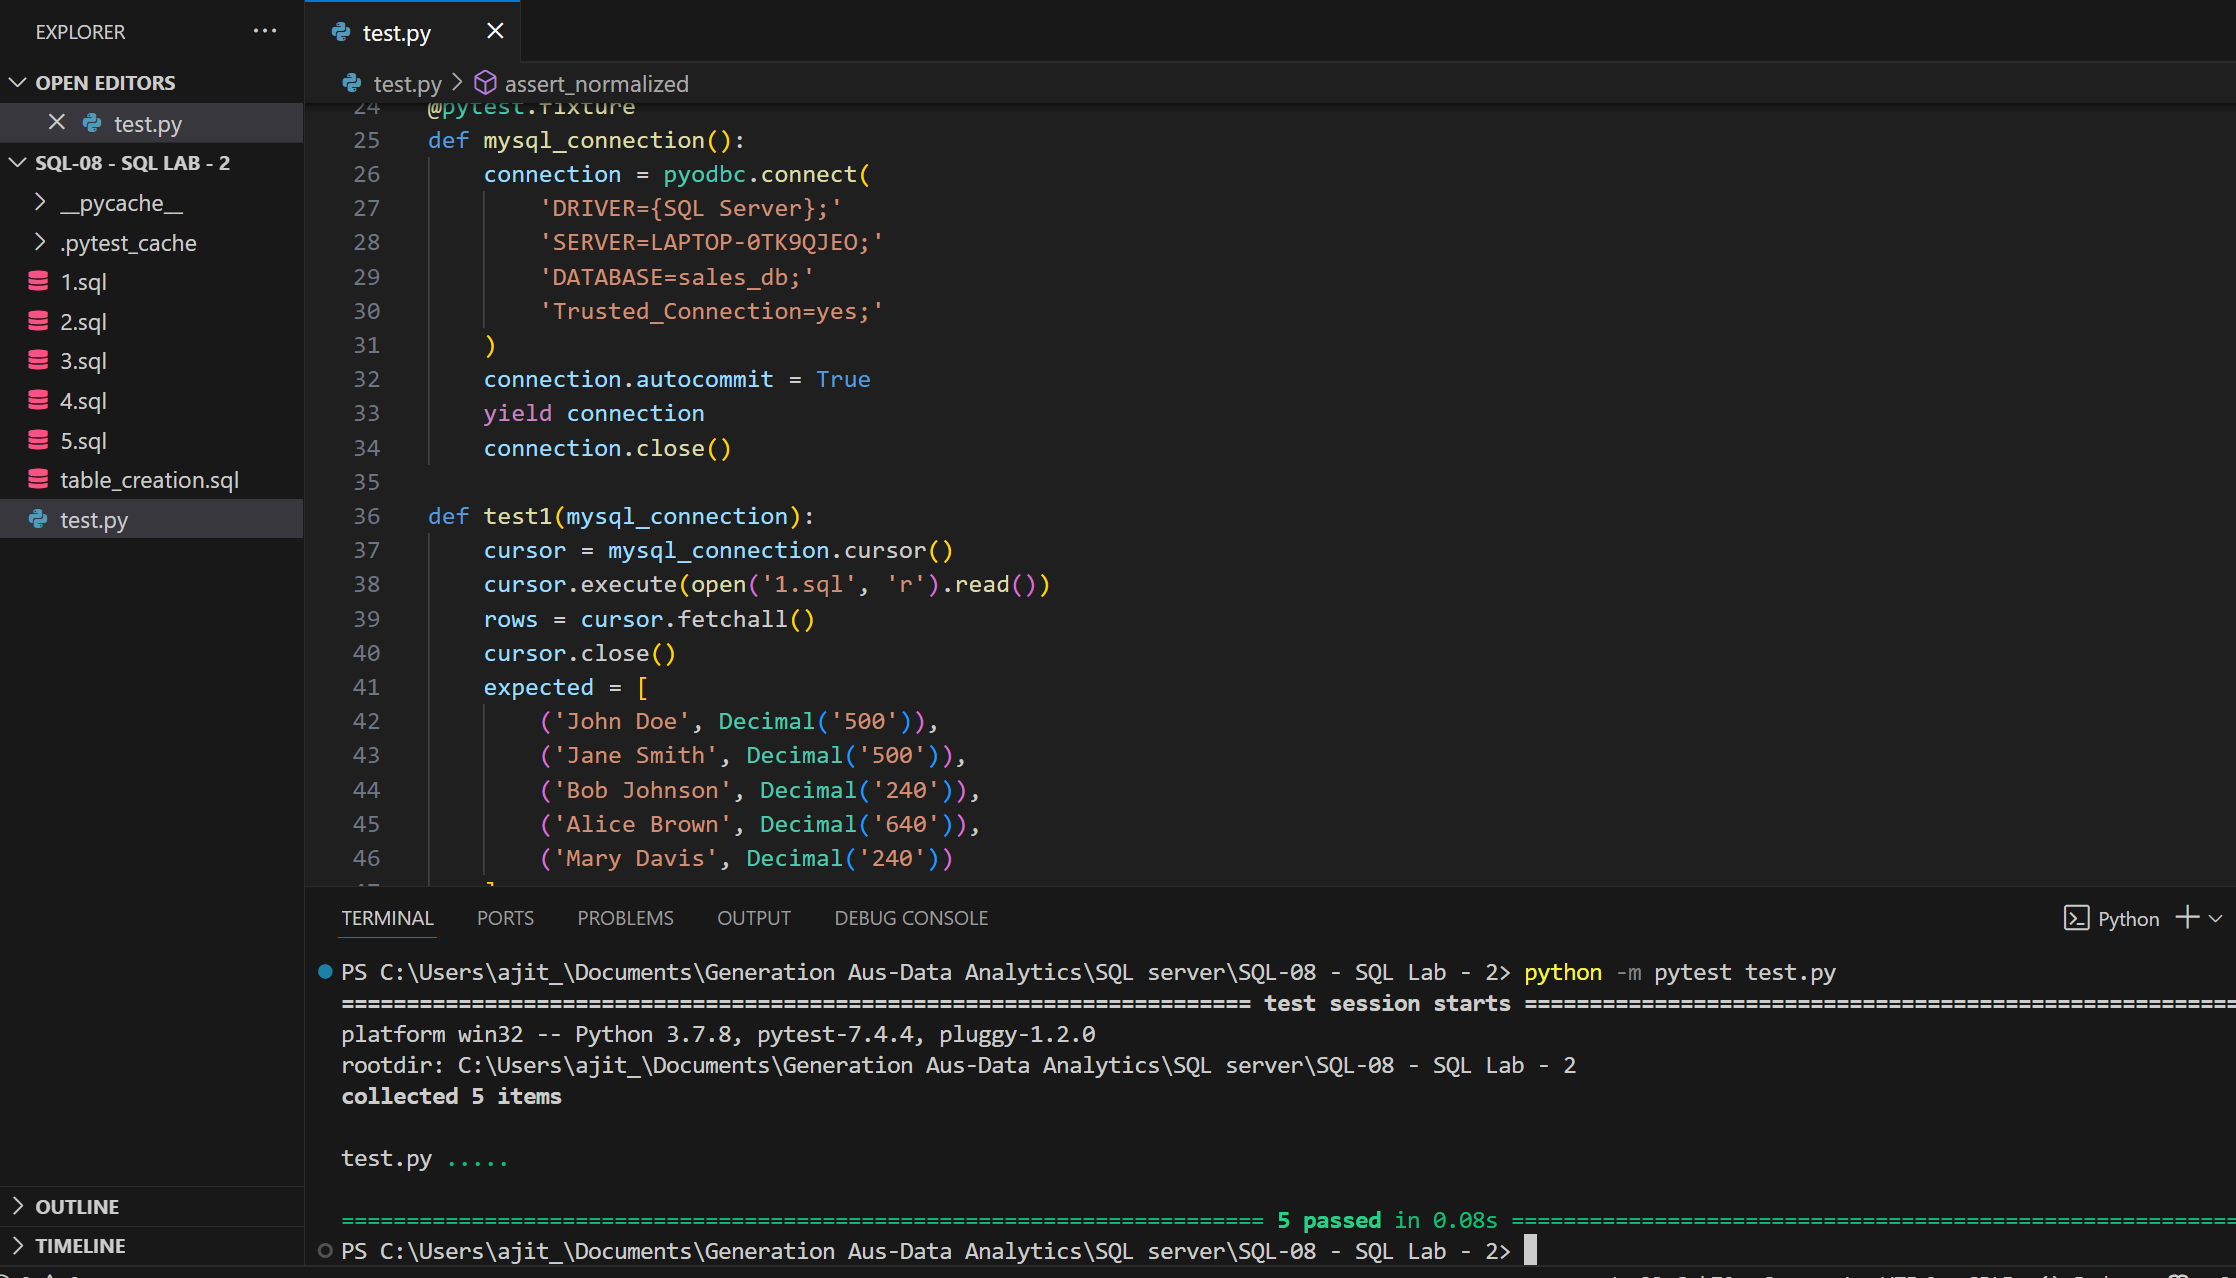 EXPLORER
···
OPEN EDITORS
test.py
SQL-08 - SQL LAB - 2
__pycache__
.pytest_cache
1.sql
2.sql
3.sql
4.sql
5.sql
table_creation.sql
test.py
OUTLINE
TIMELINE
test.py
test.py > assert_normalized
24 @pytest.fixture
25 def mysql_connection():
26 connection = pyodbc.connect(
27 'DRIVER={SQL Server};'
28 'SERVER=LAPTOP-0TK9QJEO;'
29 'DATABASE=sales_db;'
30 'Trusted_Connection=yes;'
31 )
32 connection.autocommit = True
33 yield connection
34 connection.close()
35
36 def test1(mysql_connection):
37 cursor = mysql_connection.cursor()
38 cursor.execute(open('1.sql', 'r').read())
39 rows = cursor.fetchall()
40 cursor.close()
41 expected = [
42 ('John Doe', Decimal('500')),
43 ('Jane Smith', Decimal('500')),
44 ('Bob Johnson', Decimal('240')),
45 ('Alice Brown', Decimal('640')),
46 ('Mary Davis', Decimal('240'))
TERMINAL PORTS PROBLEMS OUTPUT DEBUG CONSOLE
Python
PS C:\Users\ajit_\Documents\Generation Aus-Data Analytics\SQL server\SQL-08 - SQL Lab - 2> python -m pytest test.py
====================================================================== test session starts =======================================================
platform win32 -- Python 3.7.8, pytest-7.4.4, pluggy-1.2.0
rootdir: C:\Users\ajit_\Documents\Generation Aus-Data Analytics\SQL server\SQL-08 - SQL Lab - 2
collected 5 items
test.py .....
======================================================================= 5 passed in 0.08s ========================================================
PS C:\Users\ajit_\Documents\Generation Aus-Data Analytics\SQL server\SQL-08 - SQL Lab - 2>